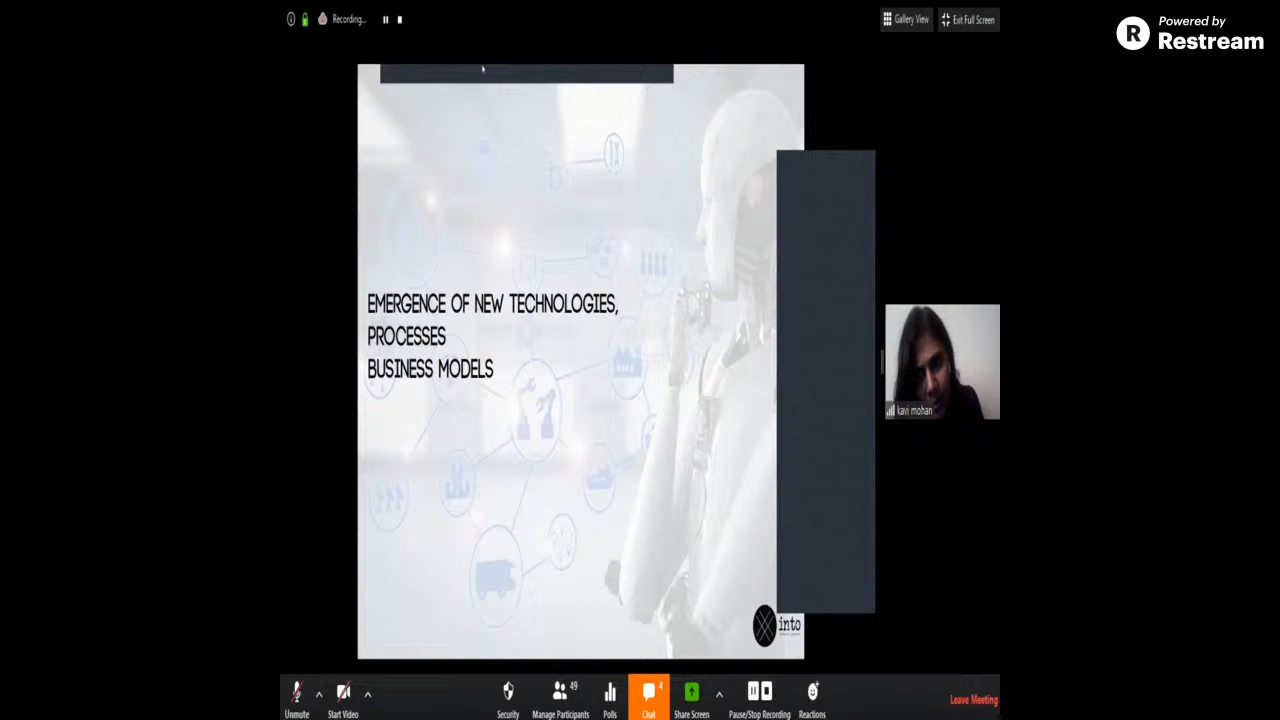 Recording...
Gallery View
Exit Full Screen
Powered by
Restream
EMERGENCE OF NEW TECHNOLOGIES,
PROCESSES
BUSINESS MODELS
kavi mohan
into
Unmute
Start Video
Security
49
Manage Participants
Polls
4
Chat
Share Screen
Pause/Stop Recording
Reactions
Leave Meeting